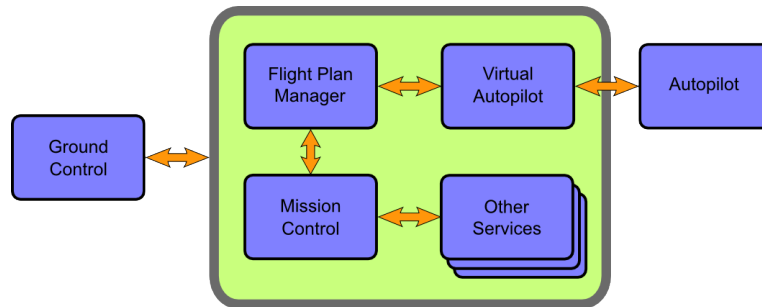 Flight Plan
Manager
Virtual
Autopilot
Autopilot
Ground
Control
Mission
Control
Other
Services